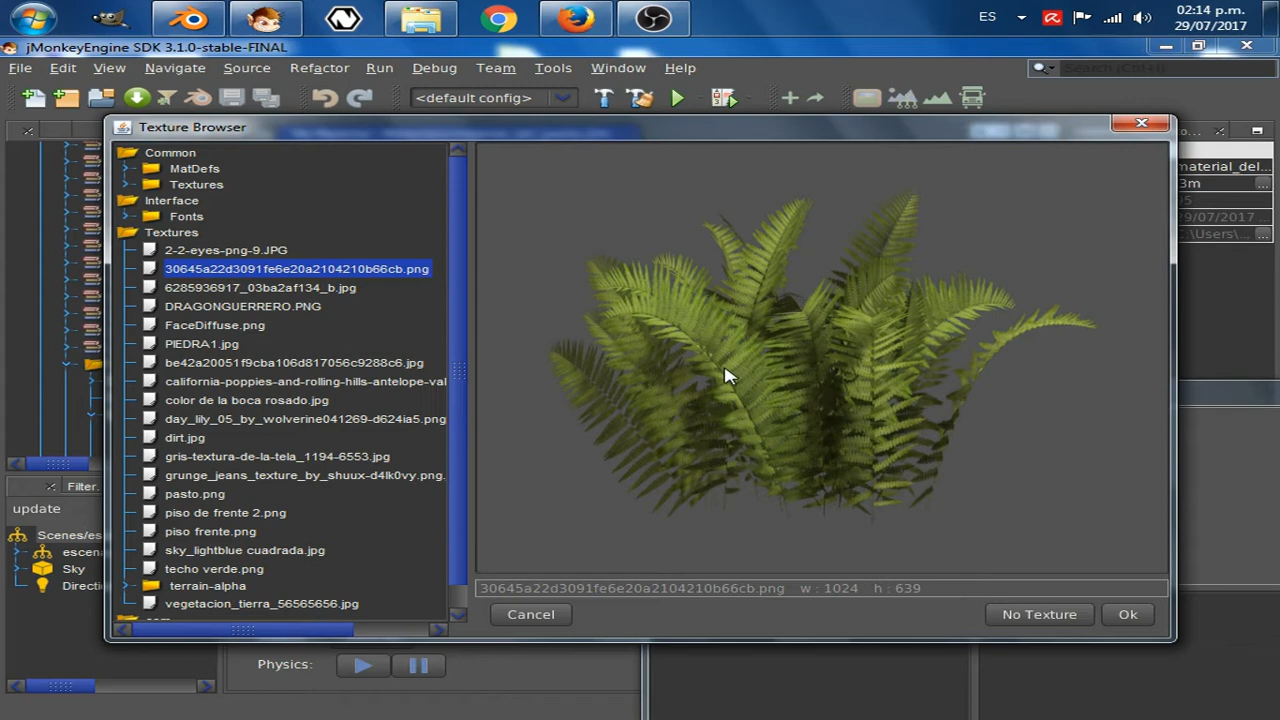 ES
02:14 p.m.
29/07/2017
jMonkeyEngine SDK 3.1.0-stable-FINAL
File Edit View Navigate Source Refactor Run Debug Team Tools Window Help
Search (Ctrl+I)
<default config>
Texture Browser
Common
MatDefs
Textures
Interface
Fonts
Textures
2-2-eyes-png-9.JPG
30645a22d3091fe6e20a2104210b66cb.png
6285936917_03ba2af134_b.jpg
DRAGONGUERRERO.PNG
FaceDiffuse.png
PIEDRA1.jpg
be42a20051f9cba106d817056c9288c6.jpg
california-poppies-and-rolling-hills-antelope-val
color de la boca rosado.jpg
day_lily_05_by_wolverine041269-d624ia5.png
dirt.jpg
gris-textura-de-la-tela_1194-6553.jpg
grunge_jeans_texture_by_shuux-d4lk0vy.png.
pasto.png
piso de frente 2.png
piso frente.png
sky_lightblue cuadrada.jpg
techo verde.png
terrain-alpha
vegetacion_tierra_56565656.jpg
30645a22d3091fe6e20a2104210b66cb.png w : 1024 h : 639
Cancel
No Texture
Ok
material_del...
29/07/2017
C:\Users\...
Filter.
update
Scenes/es
escena
Sky
Directi
Physics: